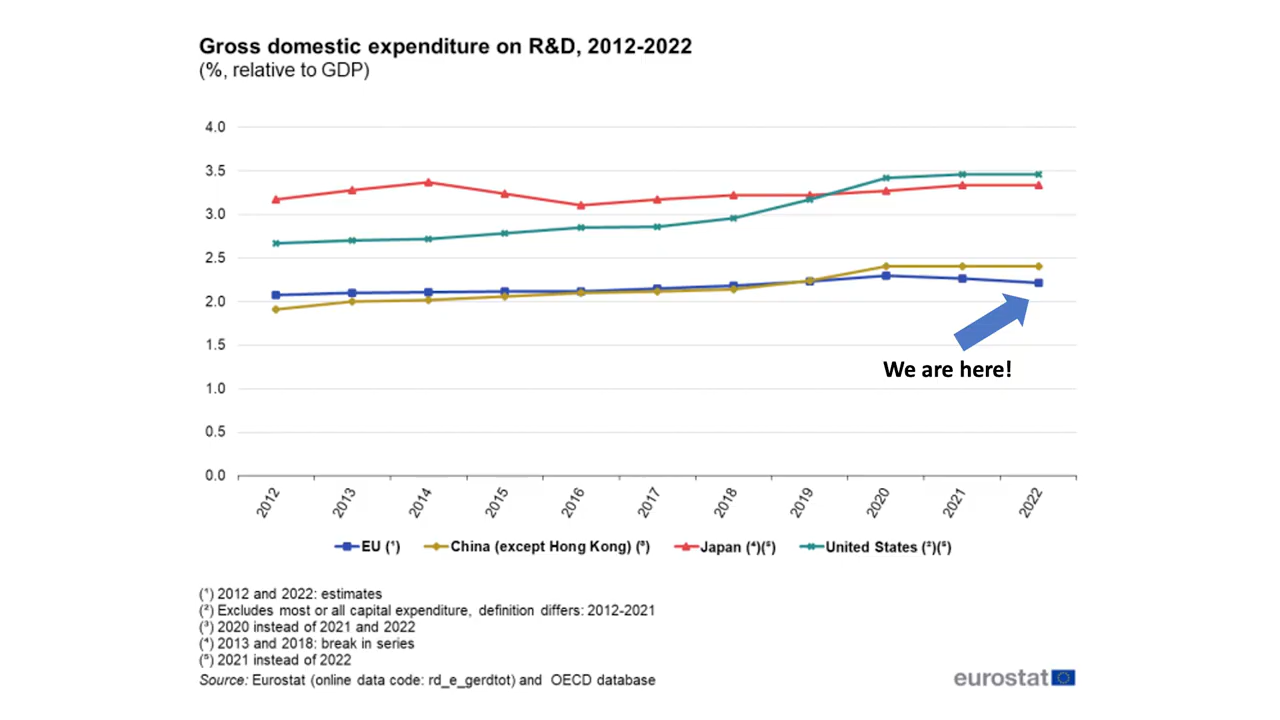 Gross domestic expenditure on R&D, 2012-2022
(%, relative to GDP)
4.0
3.5
3.0
2.5
2.0
1.5
1.0
0.5
0.0
We are here!
2012 2013 2014 2015 2016 2017 2018 2019 2020 2021 2022
EU (¹) China (except Hong Kong) (³) Japan (⁴)(⁵) United States (²)(⁵)
(¹) 2012 and 2022: estimates
(²) Excludes most or all capital expenditure, definition differs: 2012-2021
(³) 2020 instead of 2021 and 2022
(⁴) 2013 and 2018: break in series
(⁵) 2021 instead of 2022
Source: Eurostat (online data code: rd_e_gerdtot) and OECD database
eurostat